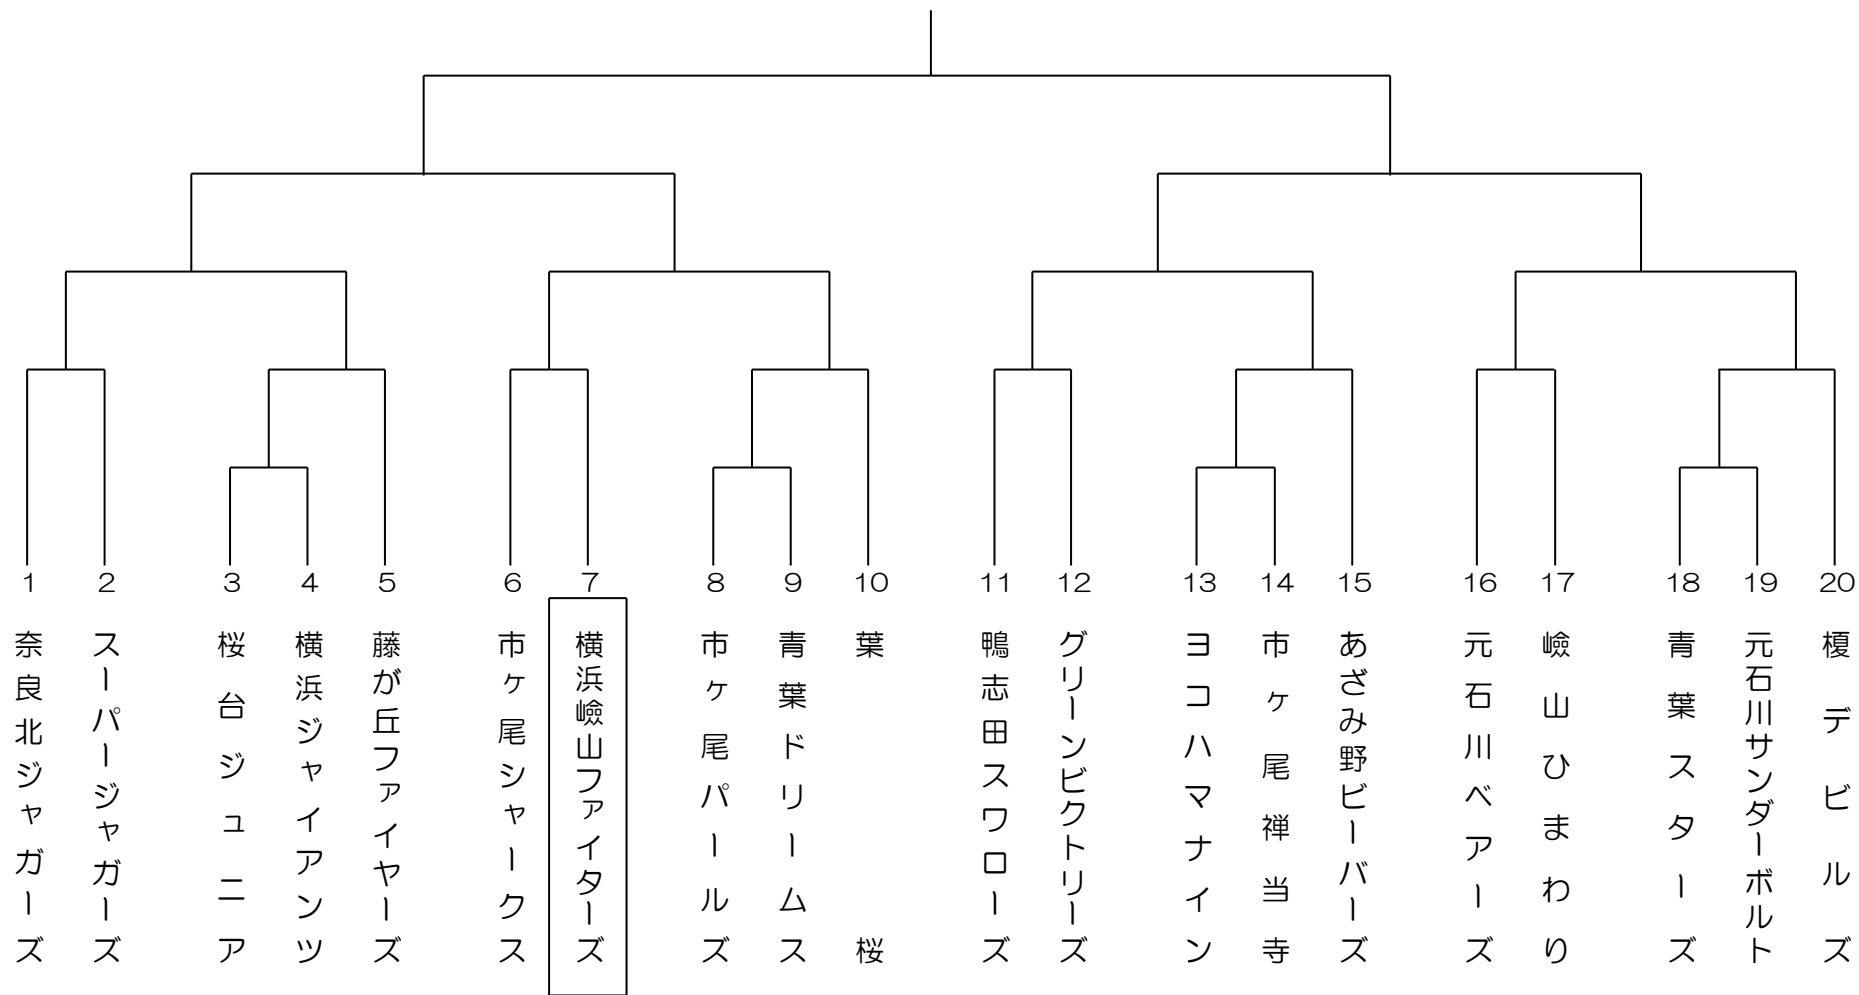 1 奈良北ジャガーズ
2 スーパージャガーズ
3 桜台ジュニア
4 横浜ジャイアンツ
5 藤が丘ファイヤーズ
6 市ヶ尾シャークス
7 横浜嶮山ファイターズ
8 市ヶ尾パールズ
9 青葉ドリームス
10 葉桜
11 鴨志田スワローズ
12 グリーンビクトリーズ
13 ヨコハマナイン
14 市ヶ尾禅当寺
15 あざみ野ビーバーズ
16 元石川ベアーズ
17 嶮山ひまわり
18 青葉スターズ
19 元石川サンダーボルト
20 榎デビルズ